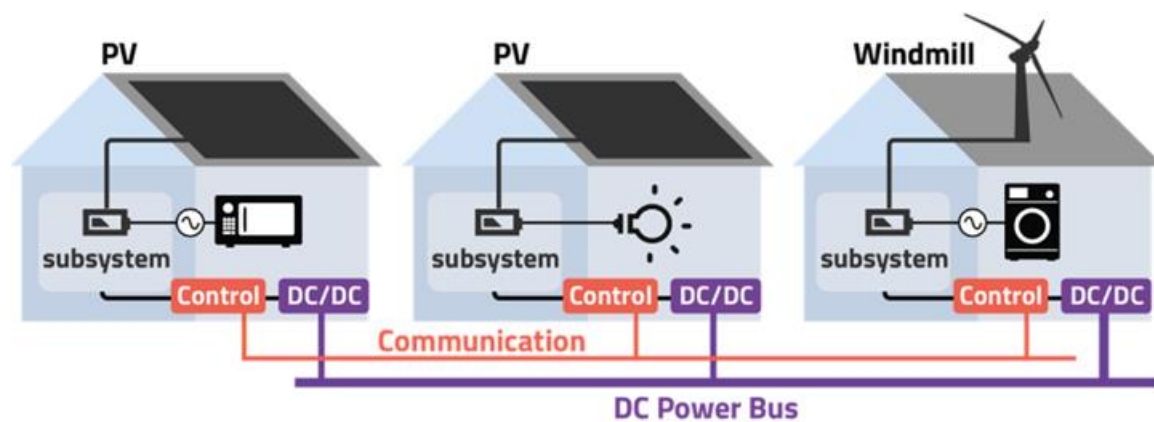 PV
PV
Windmill
subsystem
subsystem
subsystem
Control
DC/DC
Control
DC/DC
Control
DC/DC
Communication
DC Power Bus